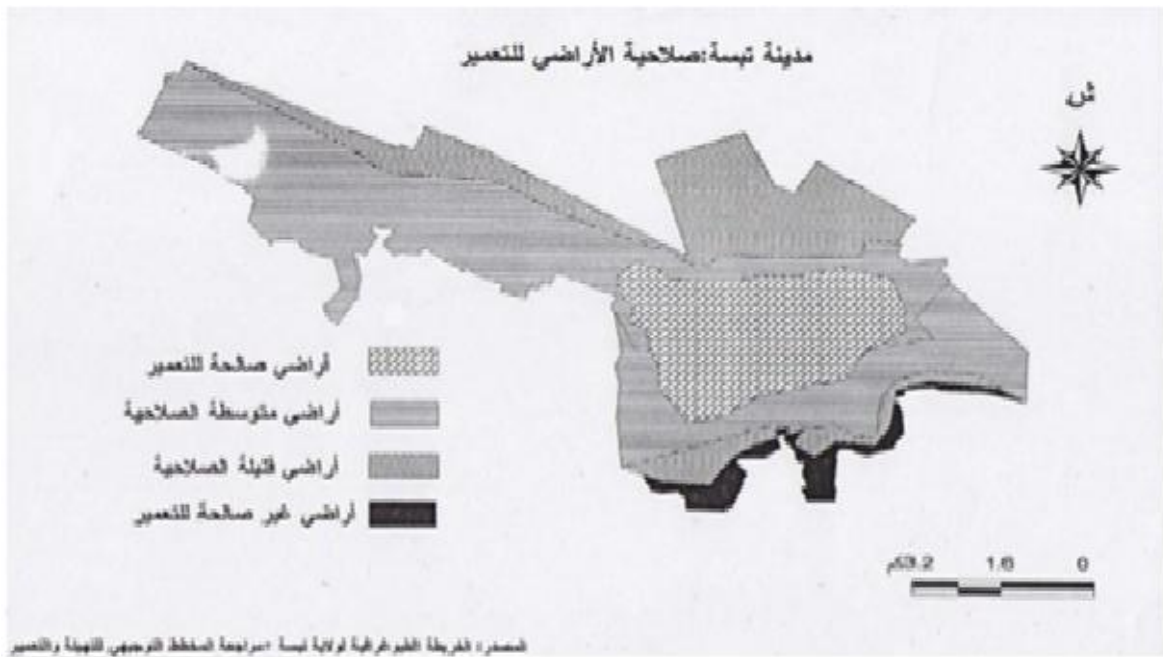 مدينة تبسة:صلاحية الأراضي للتعمير
ش
أراضي صالحة للتعمير
أراضي متوسطة الصلاحية
أراضي قليلة الصلاحية
أراضي غير صالحة للتعمير
3.2كم 1.6 0
المصدر: الخريطة الطبوغرافية لولاية تبسة +مراجعة المخطط التوجيهي للتهيئة والتعمير